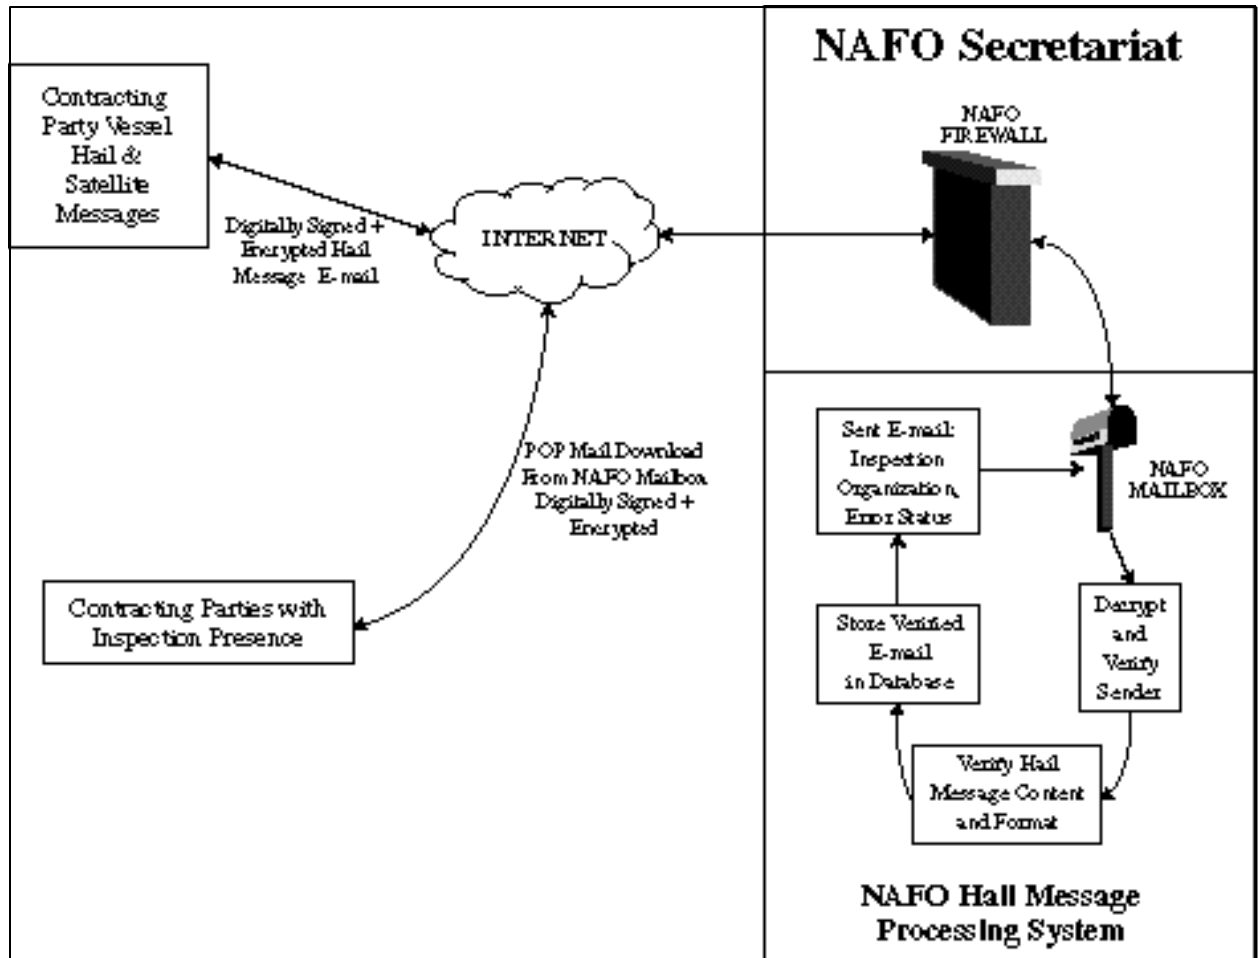 NAFO Secretariat
Contracting
Party Vessel
Hail &
Satellite
Messages
NAFO
FIREWALL
Digitally Signed +
Encrypted Hail
Message E-mail
INTERNET
POP Mail Download
From NAFO Mailbox
Digitally Signed +
Encrypted
Contracting Parties with
Inspection Presence
Sent E-mail:
Inspection
Organization,
Error Status
NAFO
MAILBOX
Store Verified
E-mail
in Database
Decrypt
and
Verify
Sender
Verify Hail
Message Content
and Format
NAFO Hail Message
Processing System